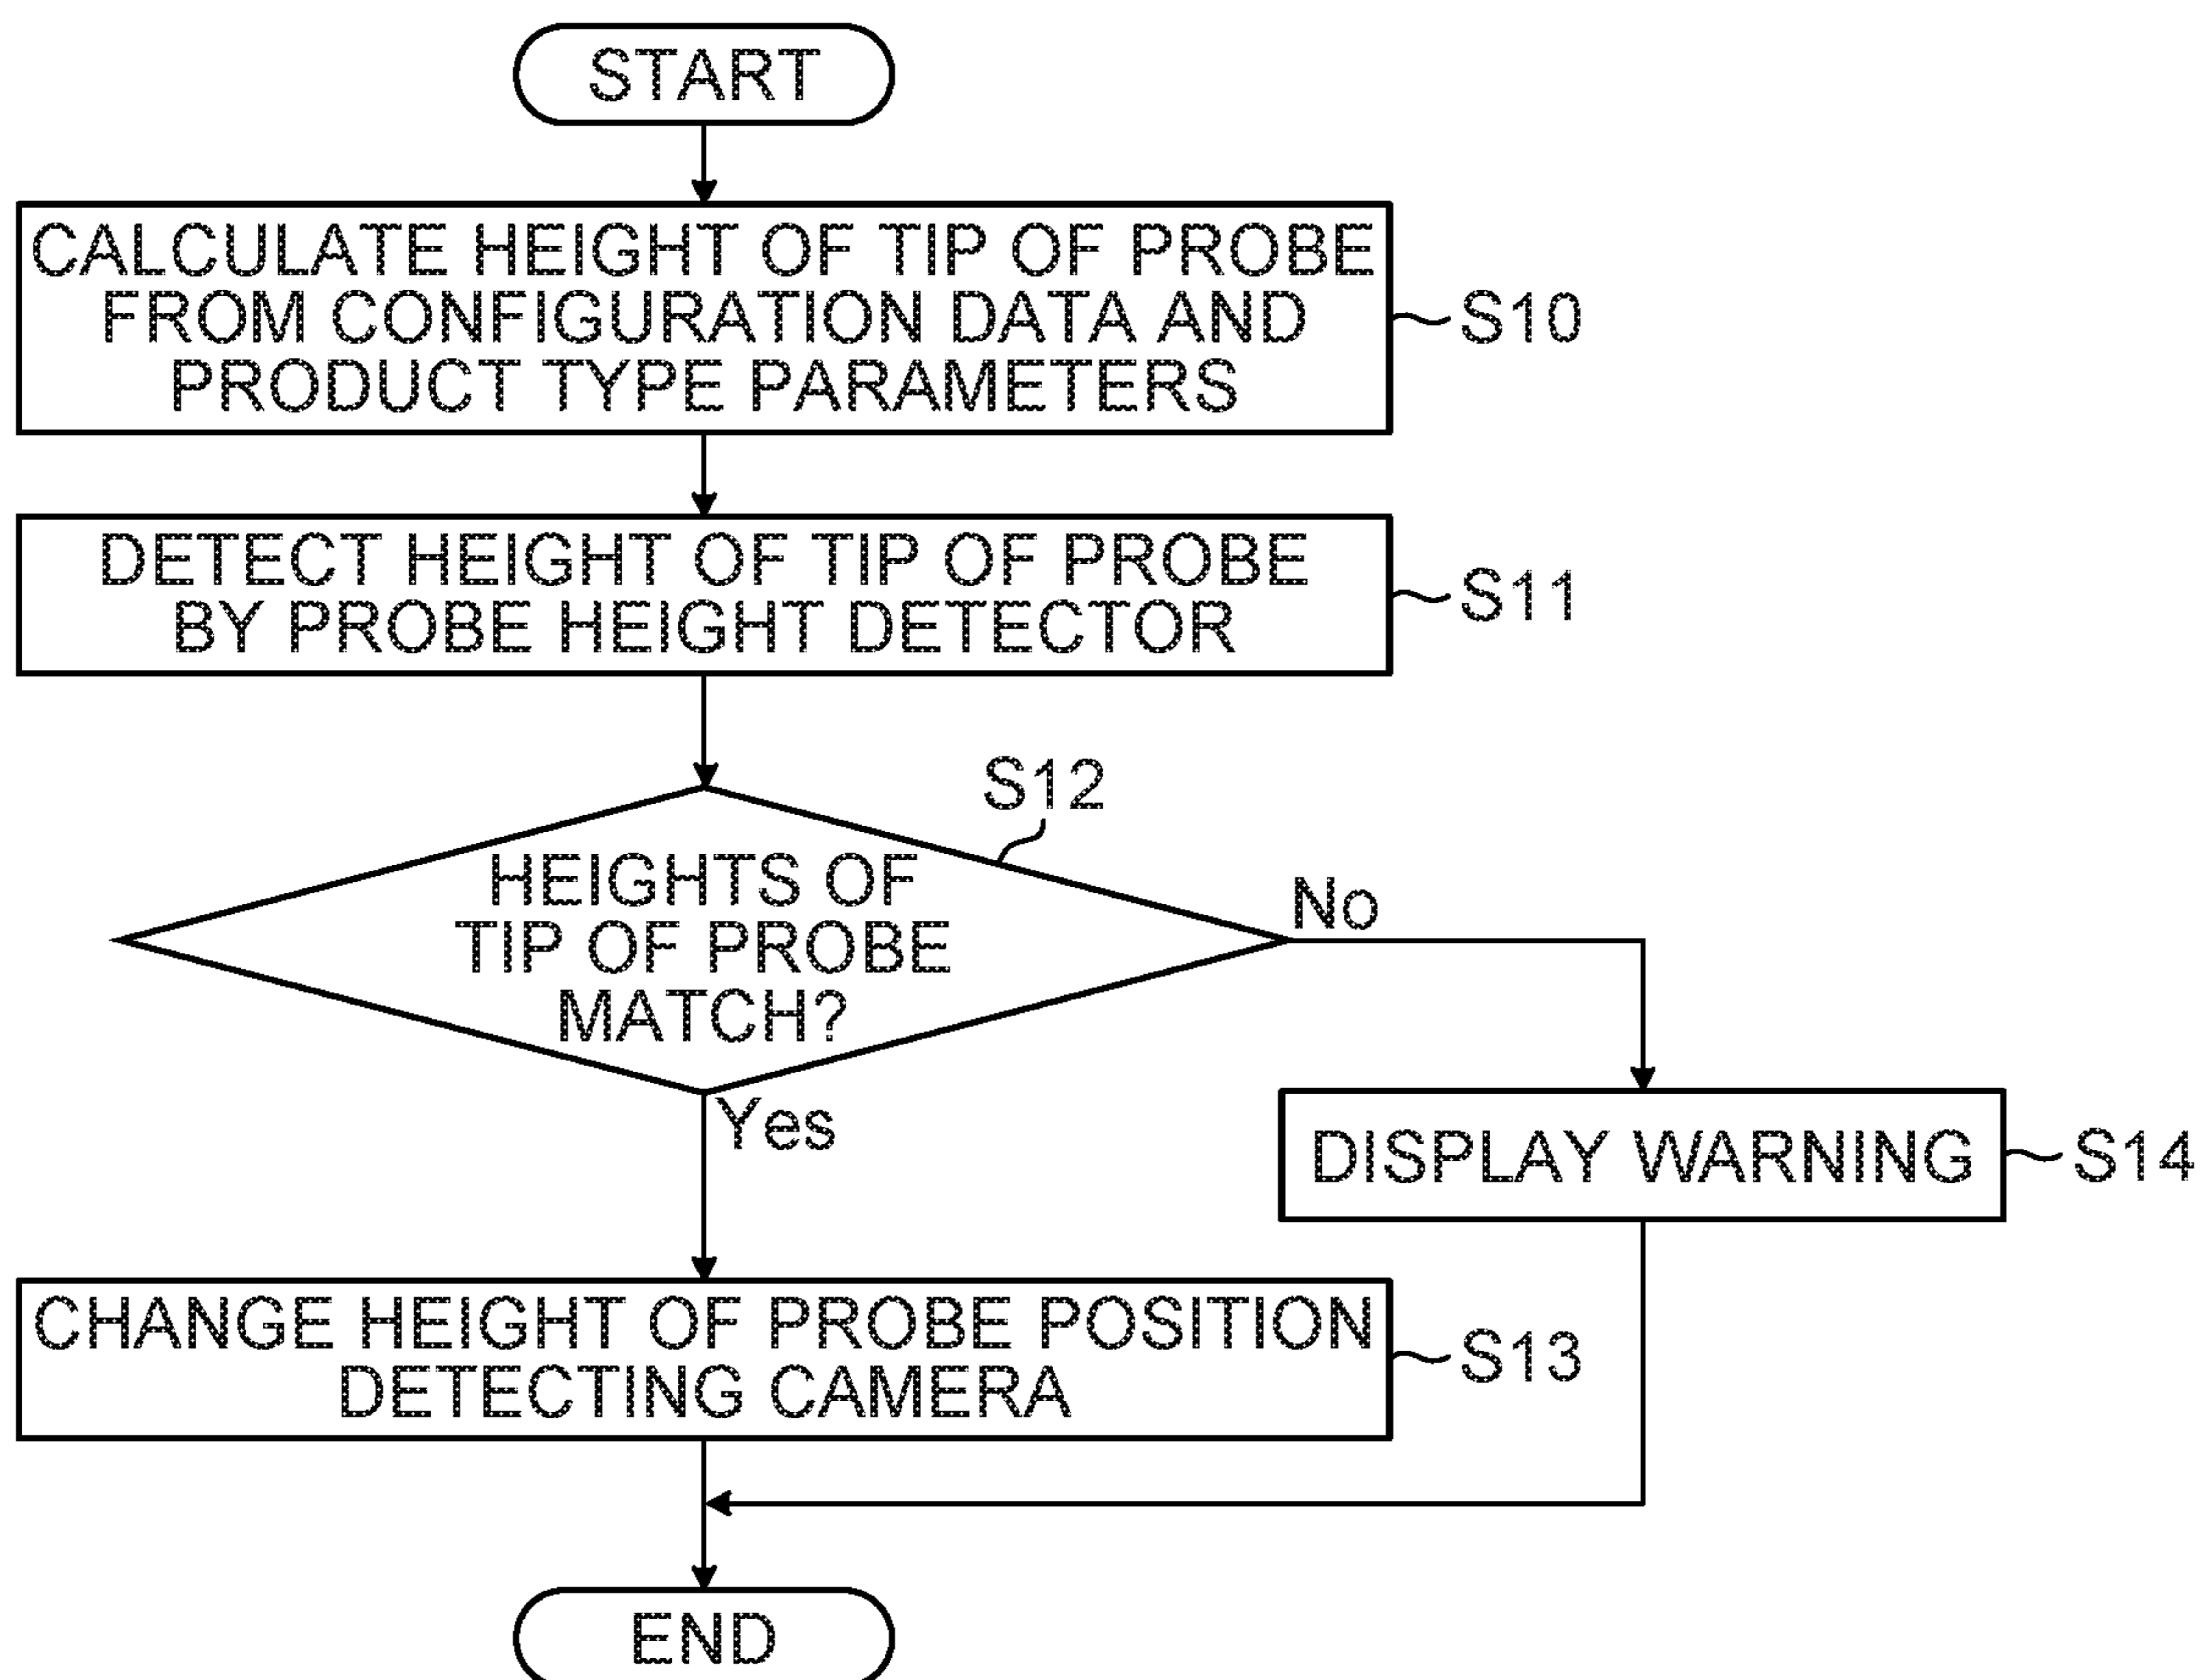 START
CALCULATE HEIGHT OF TIP OF PROBE
FROM CONFIGURATION DATA AND
PRODUCT TYPE PARAMETERS
S10
DETECT HEIGHT OF TIP OF PROBE
BY PROBE HEIGHT DETECTOR
S11
S12
HEIGHTS OF
TIP OF PROBE
MATCH?
No
Yes
DISPLAY WARNING
S14
CHANGE HEIGHT OF PROBE POSITION
DETECTING CAMERA
S13
END